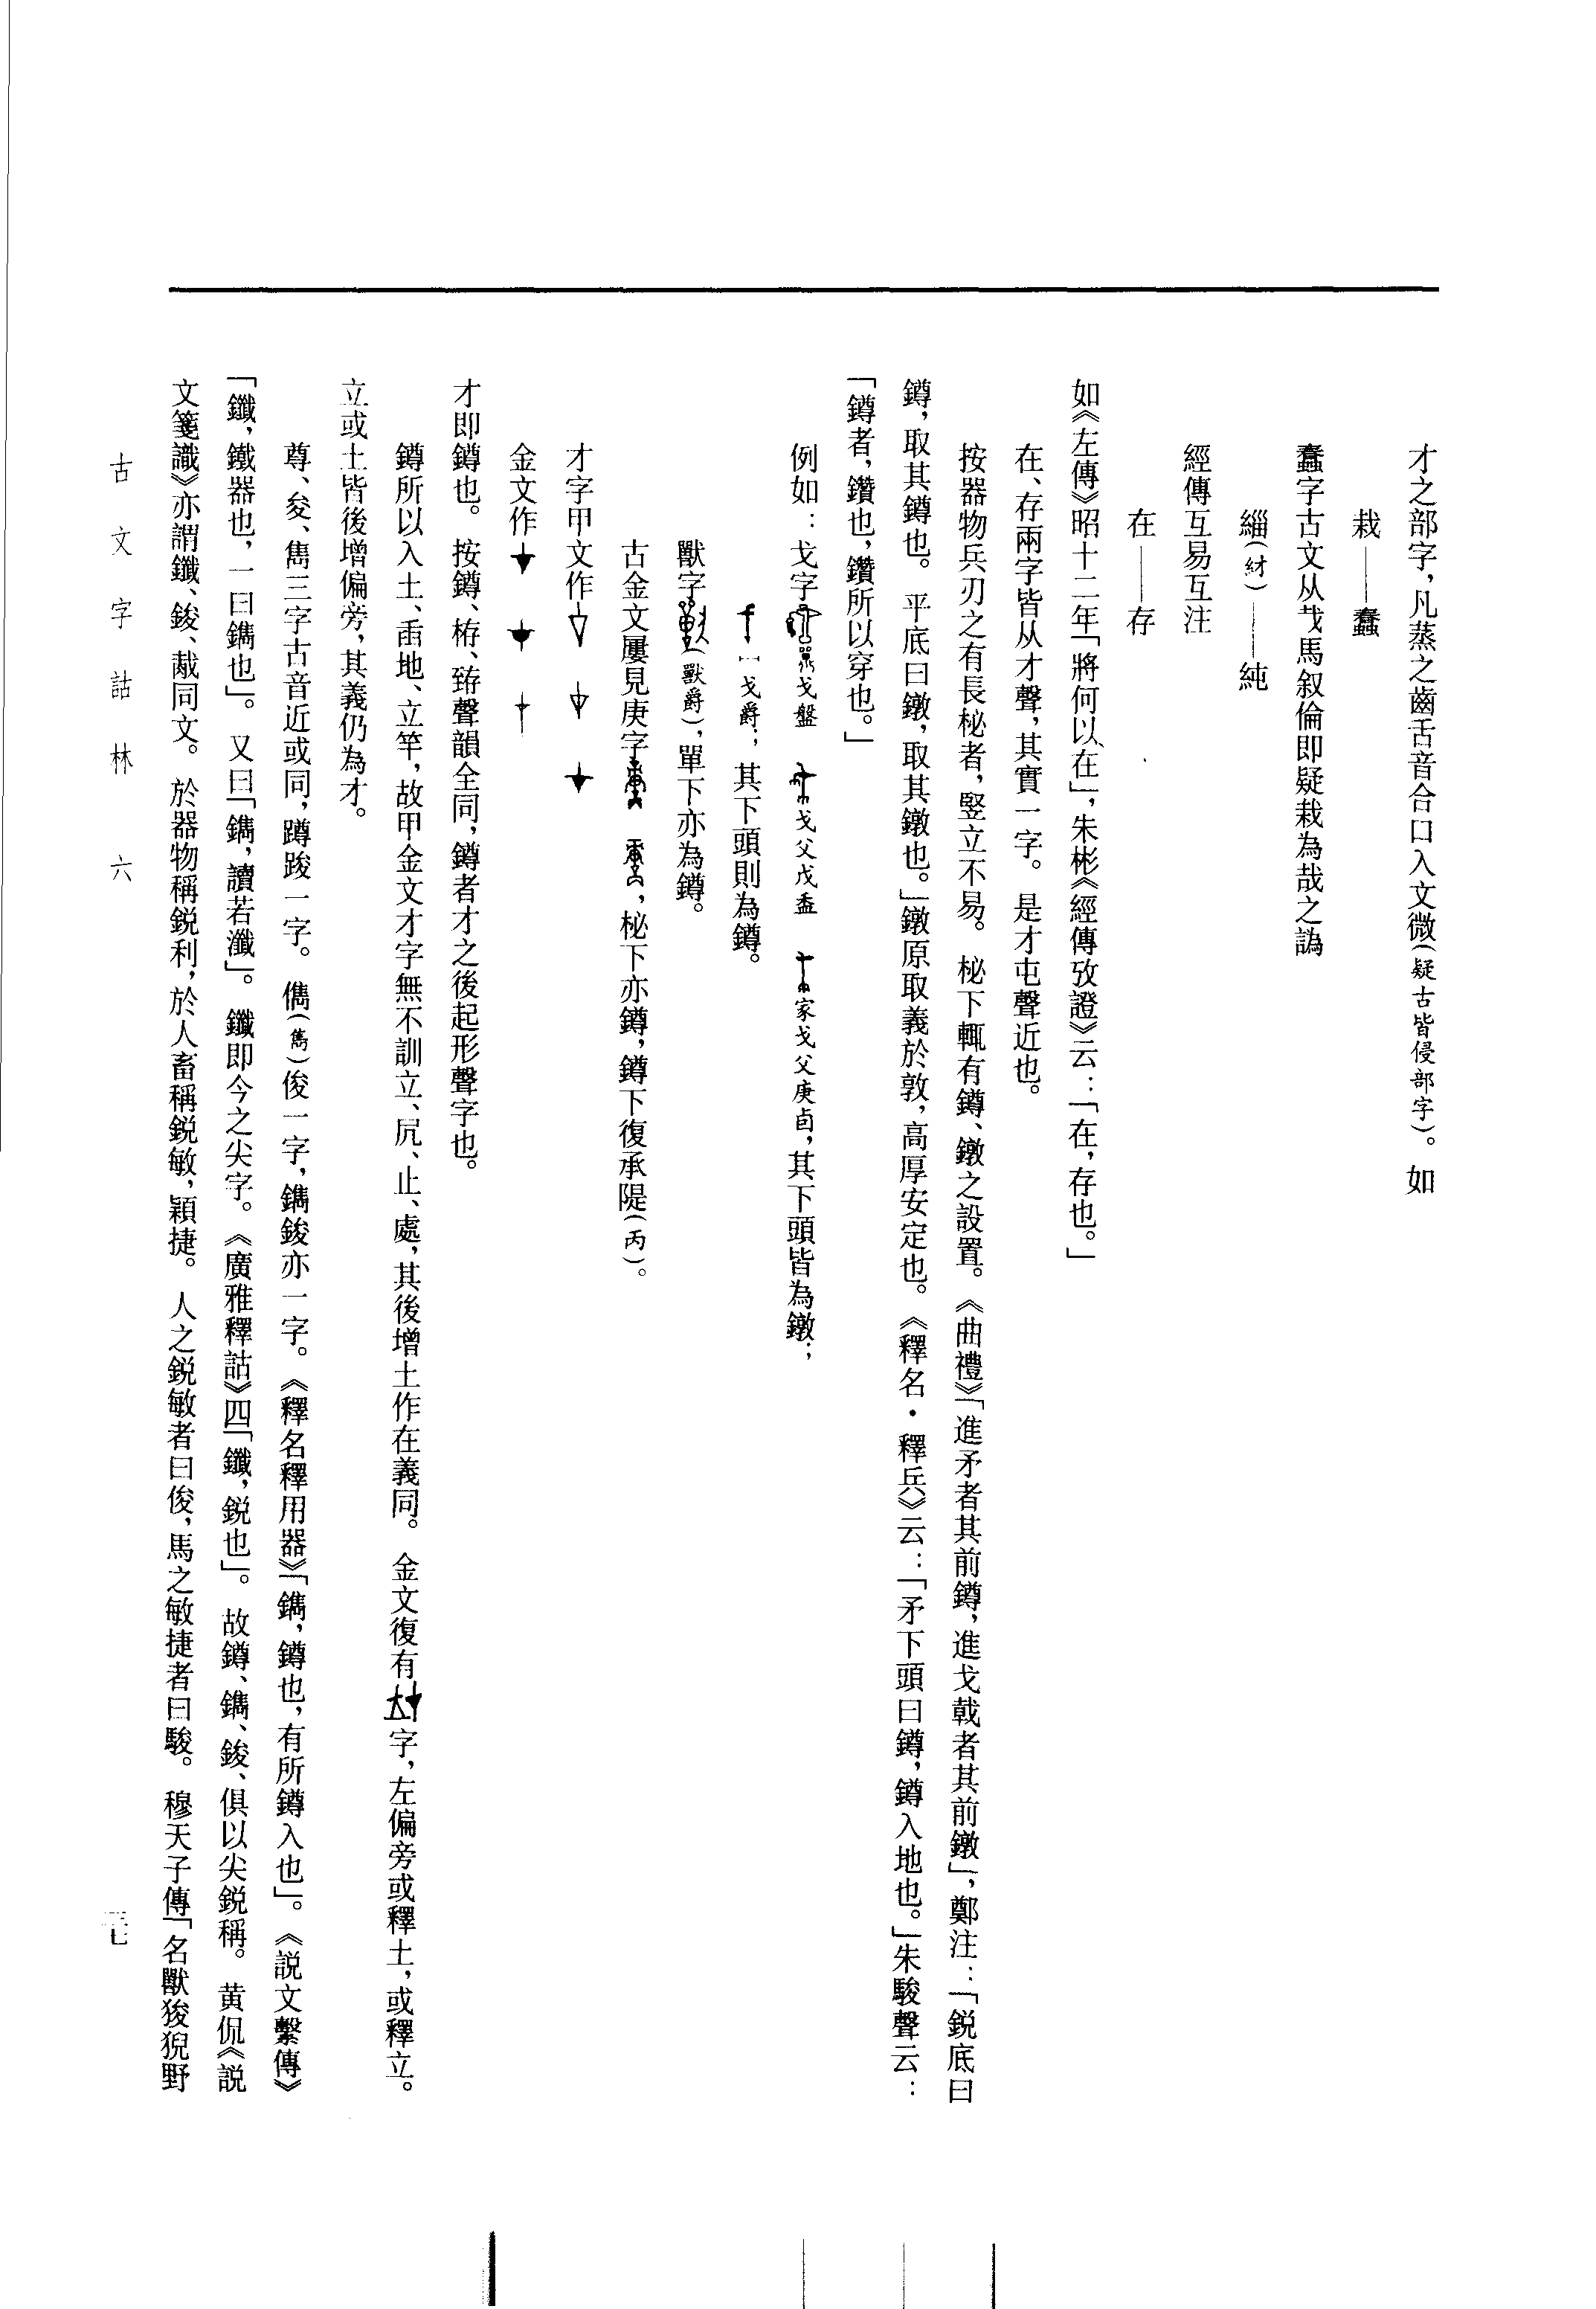 才之部字，凡蒸之齒舌音合口入文微（疑古皆侵部字）。如
栽——蠢
蠢字古文从𢦏馬叙倫即疑栽為哉之譌
緇（紂）——純
經傳互易互注
在——存
如《左傳》昭十二年「將何以在」，朱彬《經傳攷證》云：「在，存也。」
在、存兩字皆从才聲，其實一字。是才屯聲近也。
按器物兵刃之有長柲者，竪立不易。柲下輒有鐏、鐓之設置。《曲禮》「進矛者其前鐏，進戈戟者其前鐓」，鄭注：「鋭底曰
鐏，取其鐏也。平底曰鐓，取其鐓也。」鐓原取義於敦，高厚安定也。《釋名·釋兵》云：「矛下頭曰鐏，鐏入地也。」朱駿聲云：
「鐏者，鑽也，鑽所以穿也。」
例如：戈字 戈盤 戈父戊盉 家戈父庚卣，其下頭皆為鐓；
戈爵；其下頭則為鐏。
獸字（獸爵），單下亦為鐏。
古金文屢見庚字，柲下亦鐏，鐏下復承隄（丙）。
才字甲文作
金文作
才即鐏也。按鐏、栫、臶聲韻全同，鐏者才之後起形聲字也。
鐏所以入土、臿地、立竿，故甲金文才字無不訓立、凥、止、處，其後增土作在義同。金文復有字，左偏旁或釋土，或釋立。
立或土皆後增偏旁，其義仍為才。
尊、夋、雋三字古音近或同，蹲踆一字。儁（雋）俊一字，鐫鋑亦一字。《釋名釋用器》「鐫，鐏也，有所鐏入也」。《説文繫傳》
「鑯，鐵器也，一曰鐫也」。又曰「鐫，讀若瀸」。鑯即今之尖字。《廣雅釋詁》四「鑯，鋭也」。故鐏、鐫、鋑、俱以尖鋭稱。黄侃《説
文箋識》亦謂鑯、鋑、䤘同文。於器物稱鋭利，於人畜稱鋭敏，穎捷。人之鋭敏者曰俊，馬之敏捷者曰駿。穆天子傳「名獸狻猊野
古文字詁林 六
三七